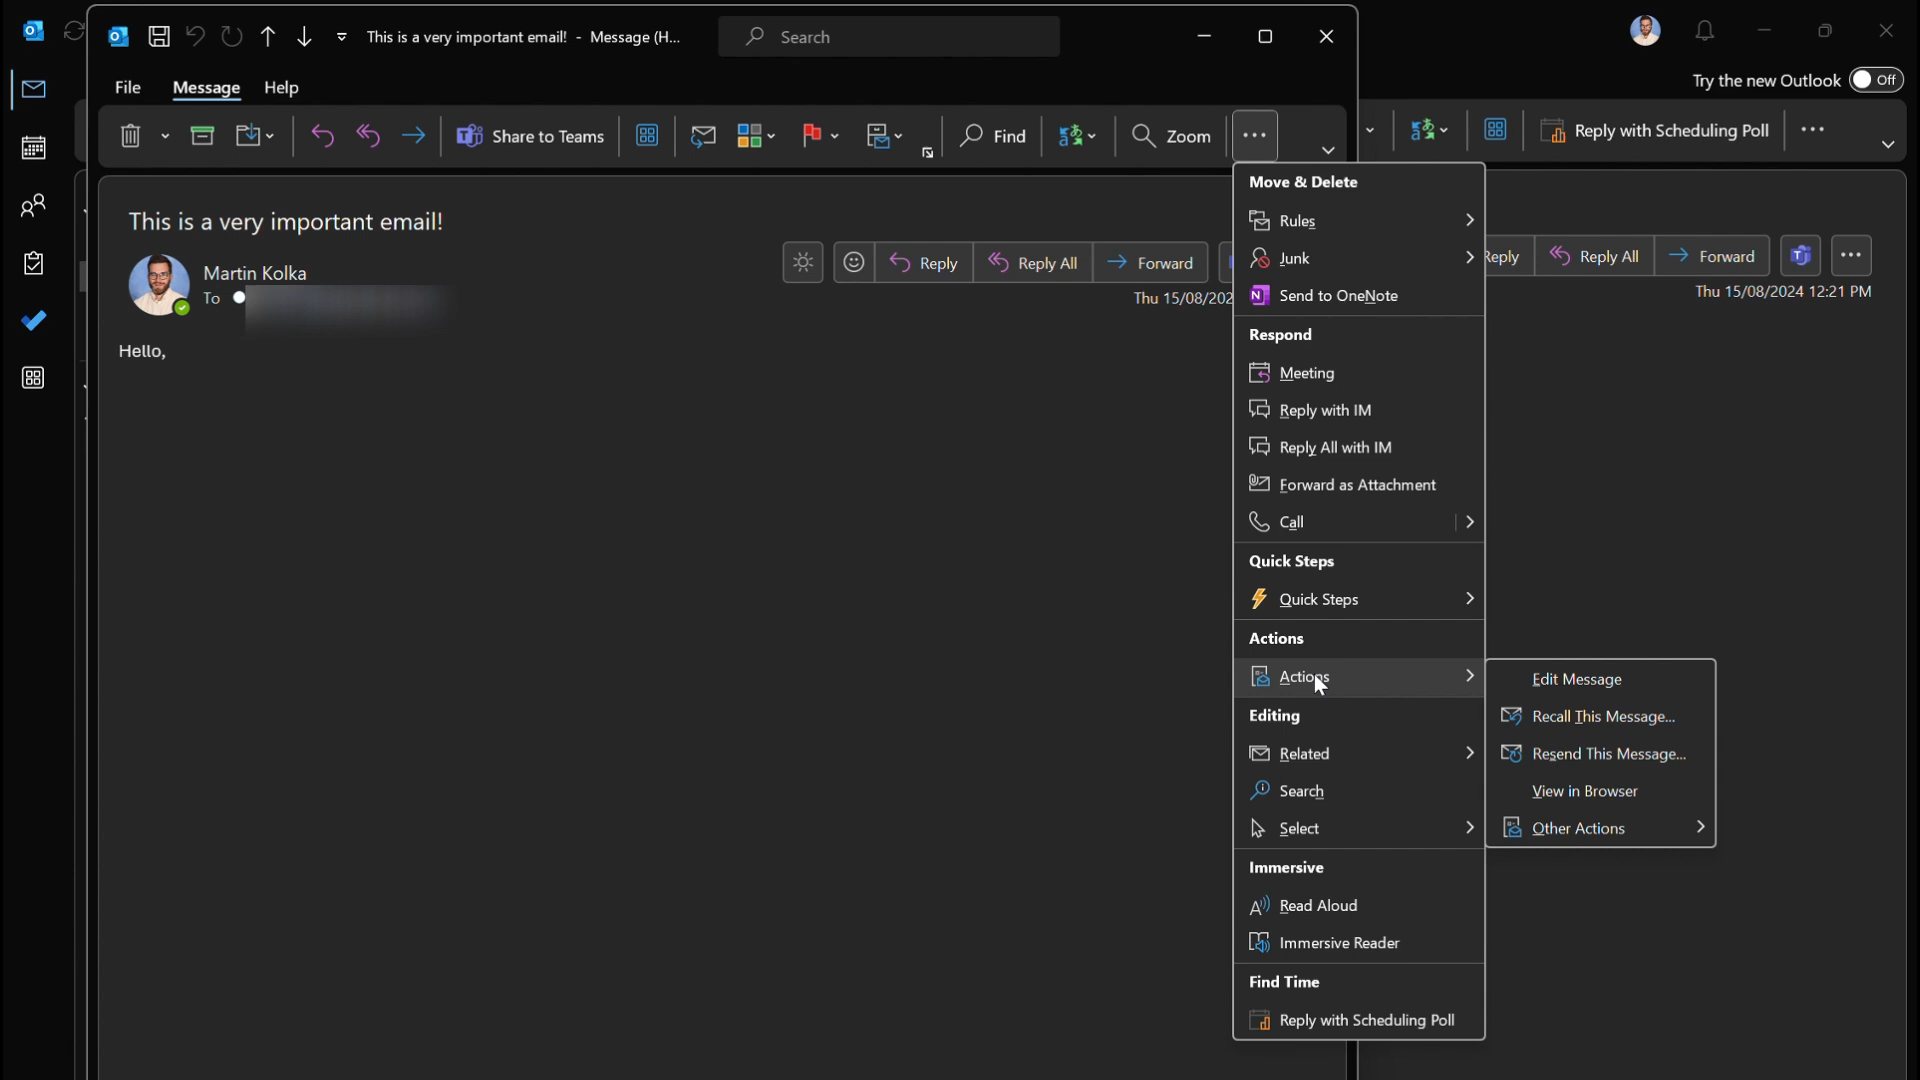 This is a very important email! - Message (H...
Search
Try the new Outlook
Off
File
Message
Help
Share to Teams
Find
Zoom
...
Reply with Scheduling Poll
...
This is a very important email!
Martin Kolka
To
Reply
Reply All
Forward
Thu 15/08/202
Hello,
Reply All
Forward
...
Thu 15/08/2024 12:21 PM
Move & Delete
Rules
Junk
Send to OneNote
Respond
Meeting
Reply with IM
Reply All with IM
Forward as Attachment
Call
Quick Steps
Quick Steps
Actions
Actions
Editing
Related
Search
Select
Immersive
Read Aloud
Immersive Reader
Find Time
Reply with Scheduling Poll
Edit Message
Recall This Message...
Resend This Message...
View in Browser
Other Actions